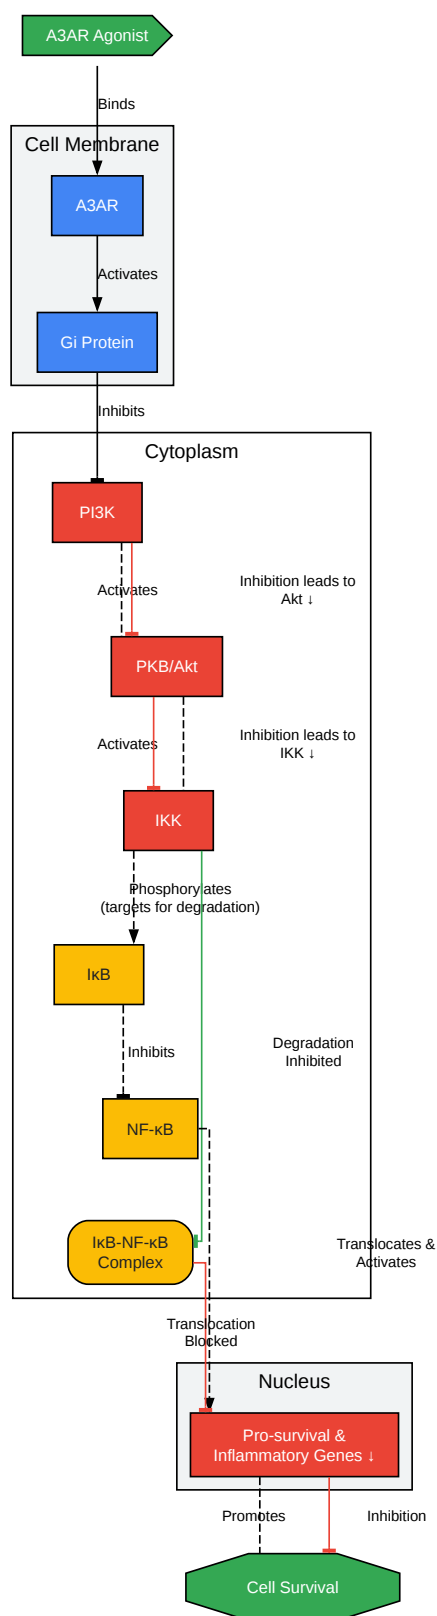 A3AR Agonist
Binds
Cell Membrane
A3AR
Activates
Gi Protein
Inhibits
Cytoplasm
PI3K
Activates
Inhibition leads to
Akt ↓
PKB/Akt
Activates
Inhibition leads to
IKK ↓
IKK
Phosphorylates
(targets for degradation)
IκB
Degradation
Inhibited
Inhibits
NF-κB
IκB-NF-κB
Complex
Translocates &
Activates
Translocation
Blocked
Nucleus
Pro-survival &
Inflammatory Genes ↓
Promotes
Inhibition
Cell Survival